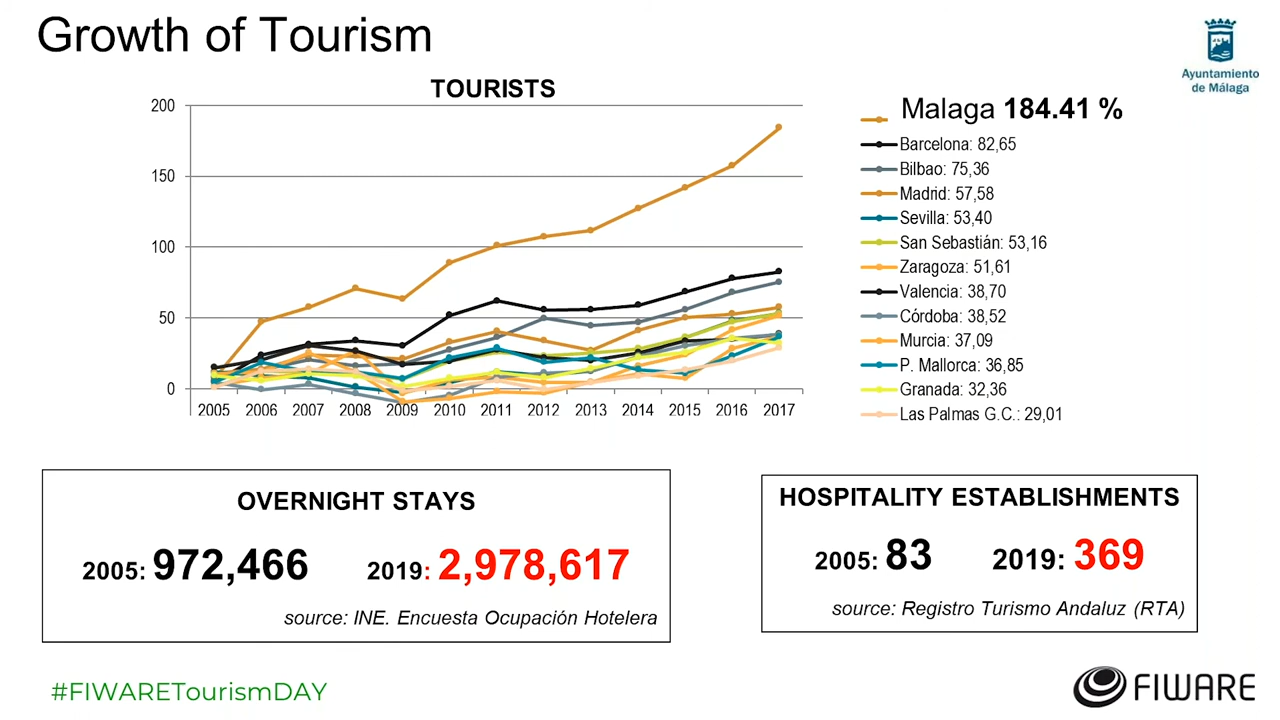 Growth of Tourism
Ayuntamiento
de Málaga
TOURISTS
200
150
100
50
0
2005 2006 2007 2008 2009 2010 2011 2012 2013 2014 2015 2016 2017
Malaga 184.41 %
Barcelona: 82,65
Bilbao: 75,36
Madrid: 57,58
Sevilla: 53,40
San Sebastián: 53,16
Zaragoza: 51,61
Valencia: 38,70
Córdoba: 38,52
Murcia: 37,09
P. Mallorca: 36,85
Granada: 32,36
Las Palmas G.C.: 29,01
OVERNIGHT STAYS
2005: 972,466 2019: 2,978,617
source: INE. Encuesta Ocupación Hotelera
HOSPITALITY ESTABLISHMENTS
2005: 83 2019: 369
source: Registro Turismo Andaluz (RTA)
#FIWARETourismDAY
FIWARE